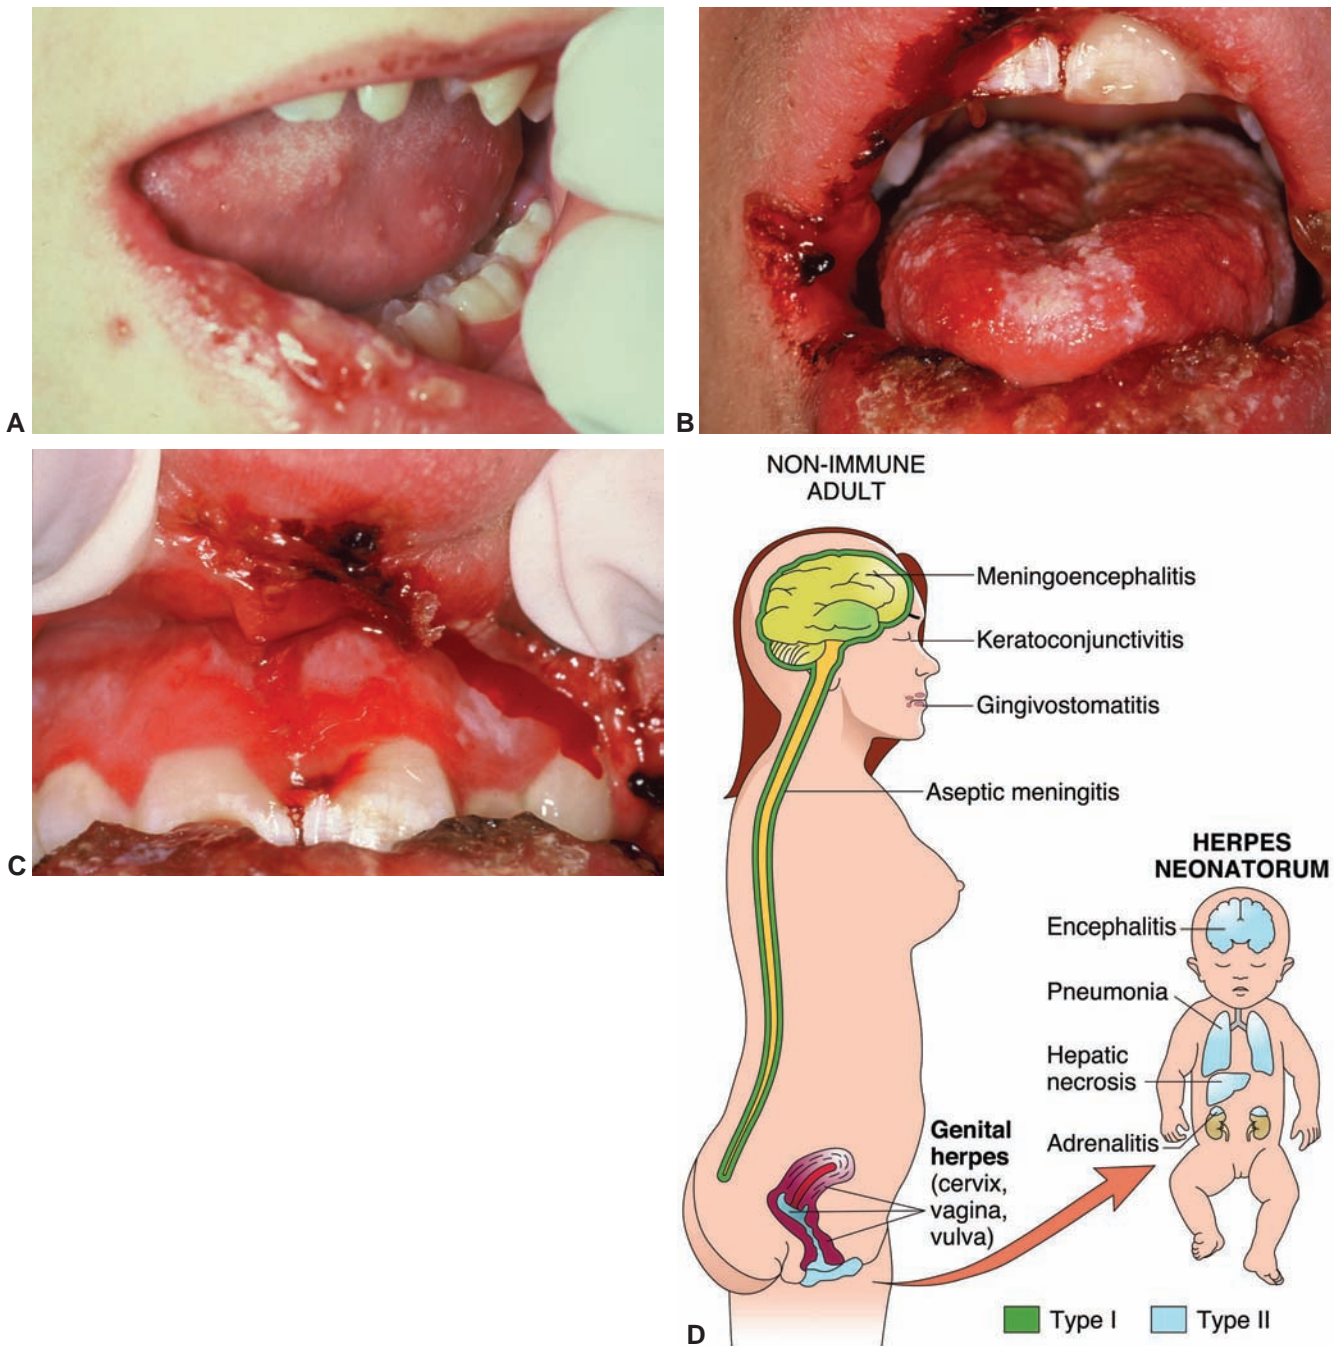 A
B
C
NON-IMMUNE
ADULT
Meningoencephalitis
Keratoconjunctivitis
Gingivostomatitis
Aseptic meningitis
HERPES
NEONATORUM
Encephalitis
Pneumonia
Hepatic
necrosis
Adrenalitis
Genital
herpes
(cervix,
vagina,
vulva)
Type I
Type II
D